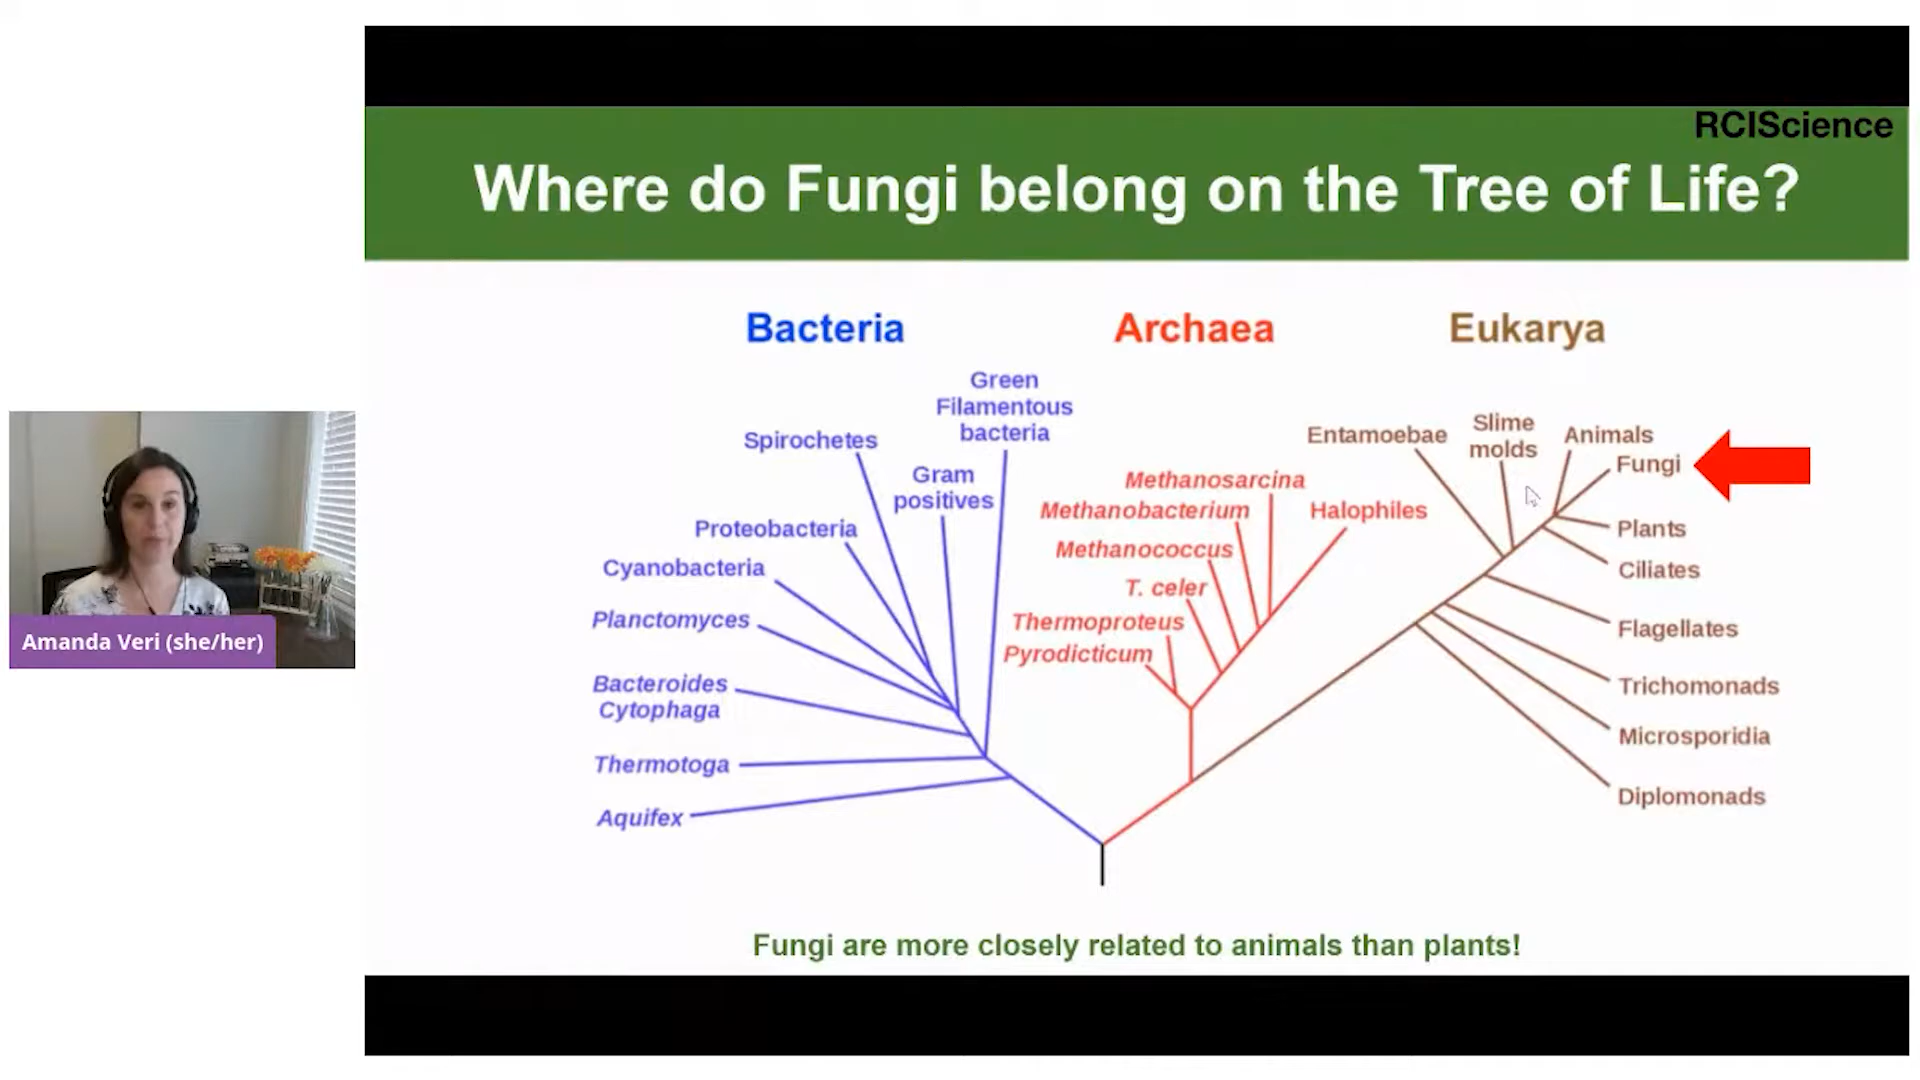 RCIScience
Where do Fungi belong on the Tree of Life?
Bacteria
Archaea
Eukarya
Green
Filamentous
bacteria
Spirochetes
Gram
positives
Proteobacteria
Cyanobacteria
Planctomyces
Bacteroides
Cytophaga
Thermotoga
Aquifex
Methanosarcina
Methanobacterium
Halophiles
Methanococcus
T. celer
Thermoproteus
Pyrodicticum
Entamoebae
Slime
molds
Animals
Fungi
Plants
Ciliates
Flagellates
Trichomonads
Microsporidia
Diplomonads
Fungi are more closely related to animals than plants!
Amanda Veri (she/her)